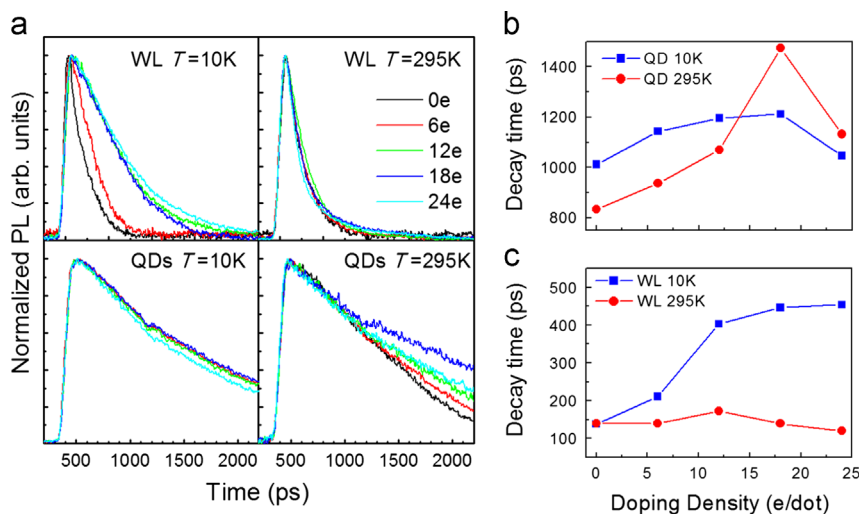 a
WL T=10K
WL T=295K
0e
6e
12e
18e
24e
QDs T=10K
QDs T=295K
Normalized PL (arb. units)
500 1000 1500 2000
500 1000 1500 2000
Time (ps)
b
QD 10K
QD 295K
1400
1200
1000
800
Decay time (ps)
c
WL 10K
WL 295K
500
400
300
200
100
Decay time (ps)
0 5 10 15 20 25
Doping Density (e/dot)